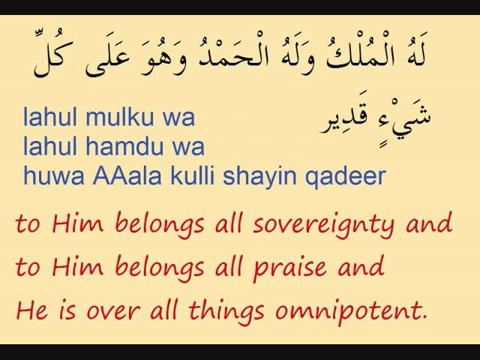 لَهُ الْمُلْكُ وَلَهُ الْحَمْدُ وَهُوَ عَلَى كُلِّ
شَيْءٍ قَدِير
lahul mulku wa
lahul hamdu wa
huwa AAala kulli shayin qadeer
to Him belongs all sovereignty and
to Him belongs all praise and
He is over all things omnipotent.